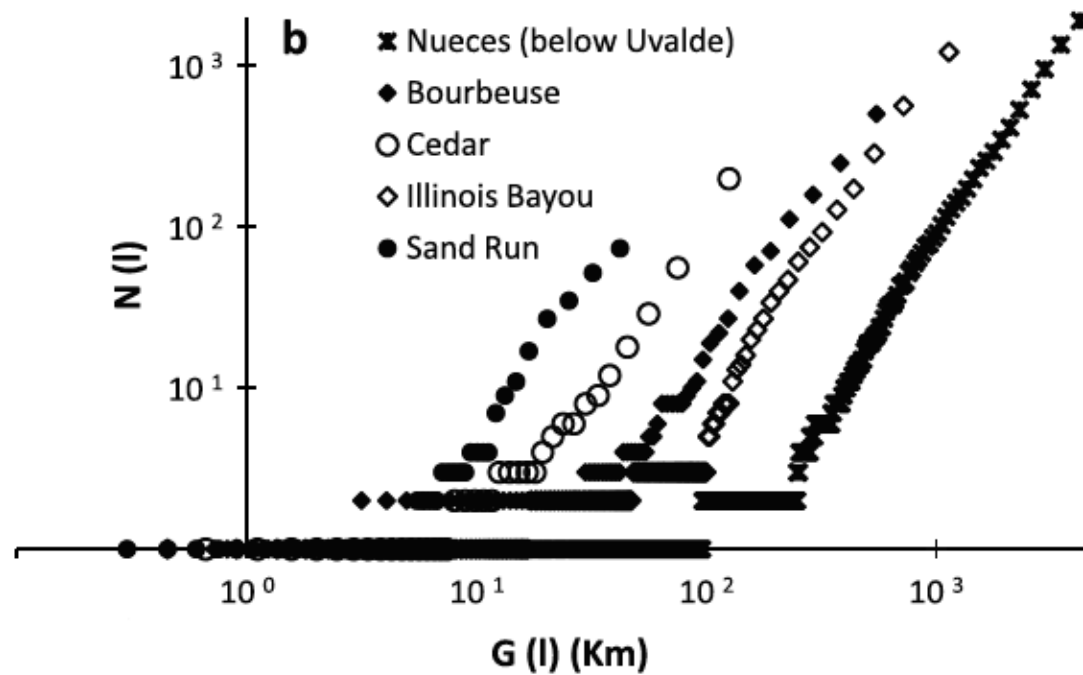 b
Nueces (below Uvalde)
Bourbeuse
Cedar
Illinois Bayou
Sand Run
N (l)
10 3
10 2
10 1
10 0
10 1
10 2
10 3
G (l) (Km)